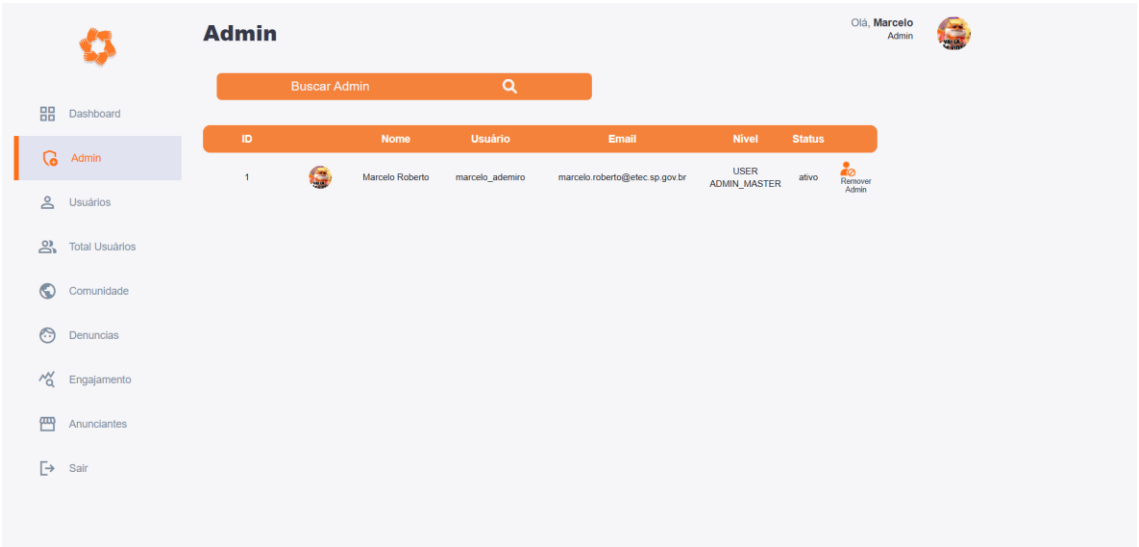 Admin
Olá, Marcelo
Admin
Buscar Admin
Dashboard
Admin
Usuários
Total Usuários
Comunidade
Denuncias
Engajamento
Anunciantes
Sair
ID Nome Usuário Email Nivel Status
1 Marcelo Roberto marcelo_ademiro marcelo.roberto@etec.sp.gov.br USER ADMIN_MASTER ativo Remover Admin